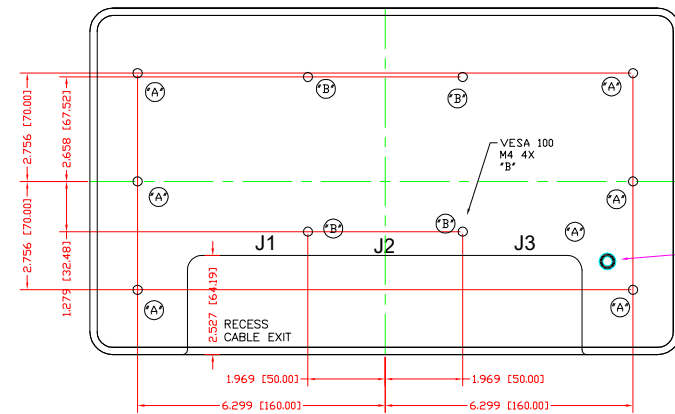 "A"
"B"
"B"
"A"
2.756 [70.00]
2.658 [67.52]
VESA 100
M4 4X
"B"
"A"
"A"
2.756 [70.00]
1.279 [32.48]
"B"
"B"
"A"
J1
J2
J3
2.527 [64.19]
"A"
"A"
RECESS
CABLE EXIT
1.969 [50.00]
1.969 [50.00]
6.299 [160.00]
6.299 [160.00]